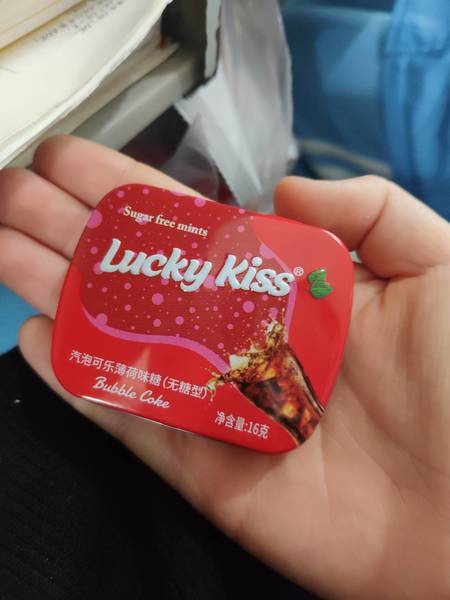 Sugar free mints
Lucky Kiss®
汽泡可乐薄荷味糖(无糖型)
Bubble Coke
净含量:16克